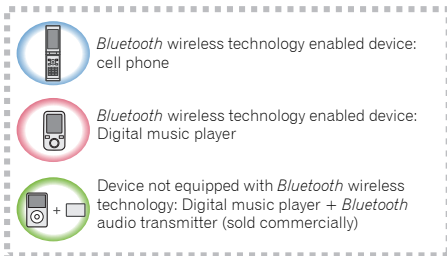 Bluetooth wireless technology enabled device:
cell phone
Bluetooth wireless technology enabled device:
Digital music player
+
Device not equipped with Bluetooth wireless
technology: Digital music player + Bluetooth
audio transmitter (sold commercially)